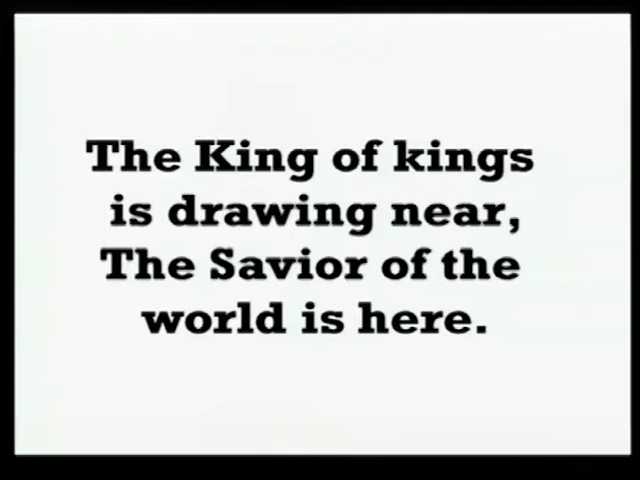 The King of kings
is drawing near,
The Savior of the
world is here.